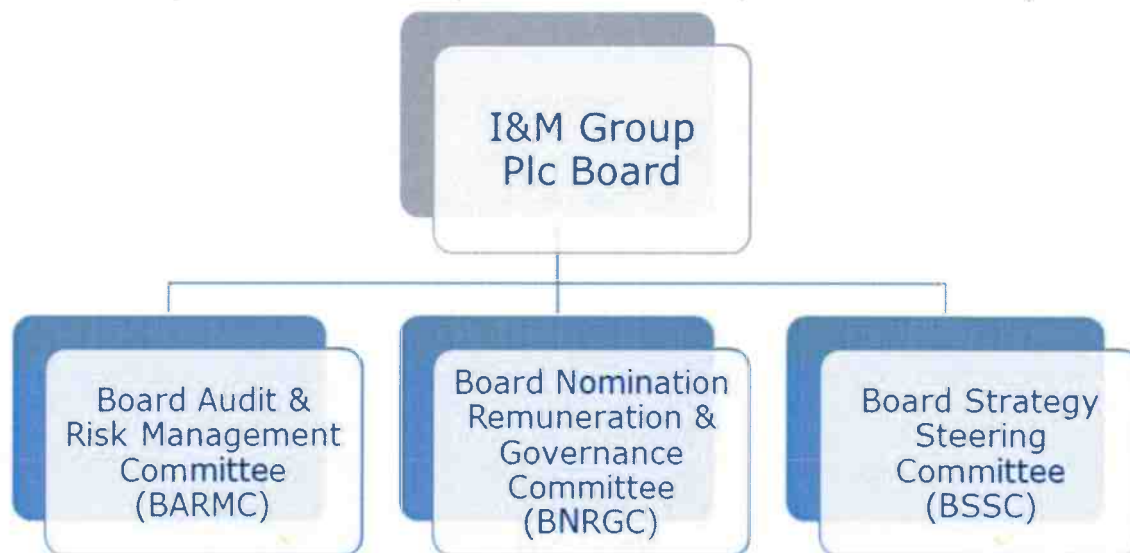 I&M Group
Plc Board
Board Audit &
Risk Management
Committee
(BARMC)
Board Nomination
Remuneration &
Governance
Committee
(BNRGC)
Board Strategy
Steering
Committee
(BSSC)